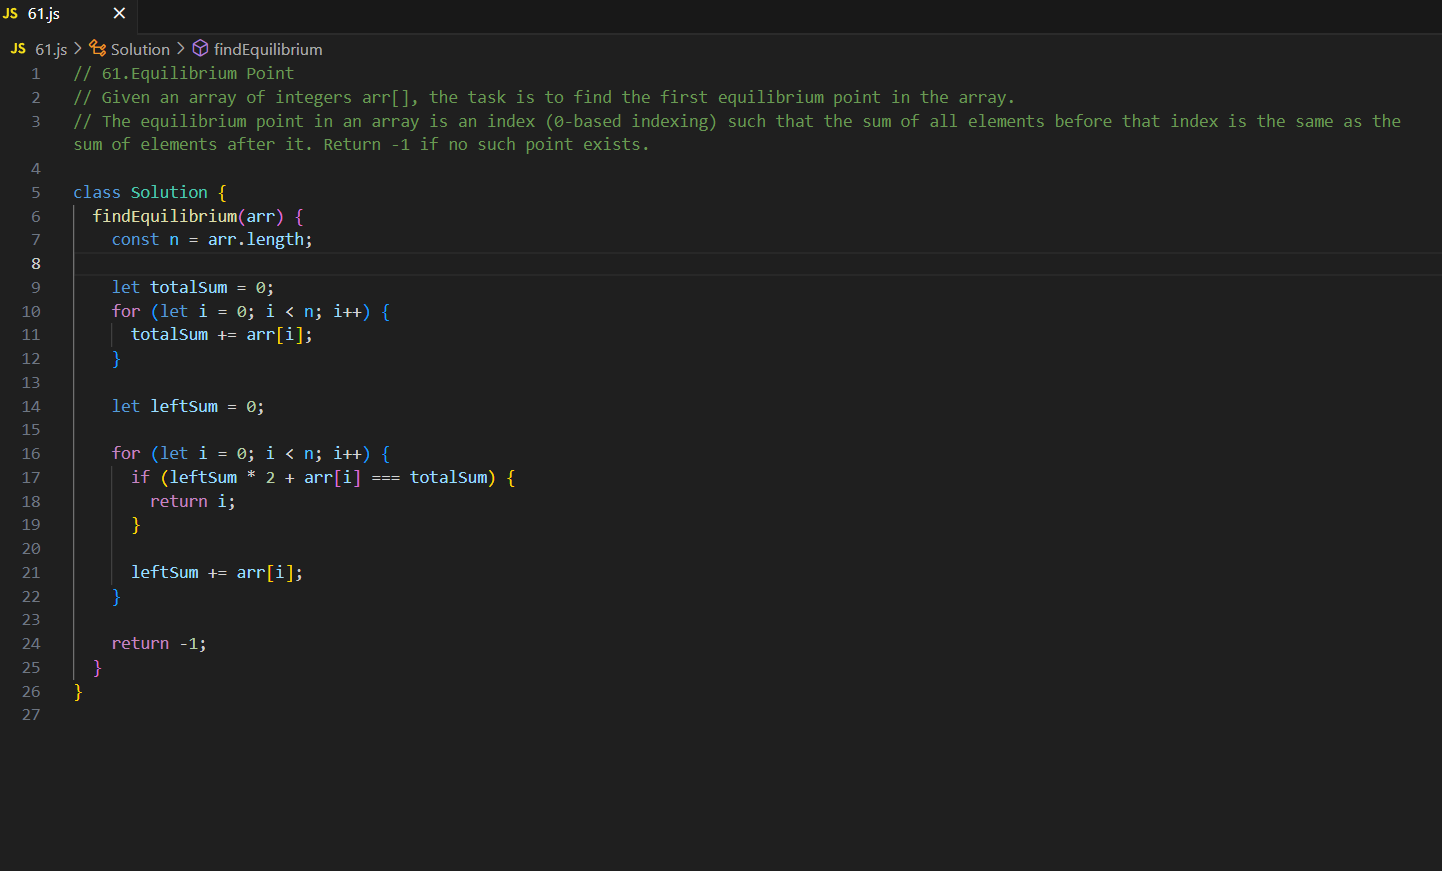 JS 61.js ×
JS 61.js > Solution > findEquilibrium
1 // 61.Equilibrium Point
2 // Given an array of integers arr[], the task is to find the first equilibrium point in the array.
3 // The equilibrium point in an array is an index (0-based indexing) such that the sum of all elements before that index is the same as the
sum of elements after it. Return -1 if no such point exists.
4
5 class Solution {
6   findEquilibrium(arr) {
7     const n = arr.length;
8
9     let totalSum = 0;
10     for (let i = 0; i < n; i++) {
11       totalSum += arr[i];
12     }
13
14     let leftSum = 0;
15
16     for (let i = 0; i < n; i++) {
17       if (leftSum * 2 + arr[i] === totalSum) {
18         return i;
19       }
20
21       leftSum += arr[i];
22     }
23
24     return -1;
25   }
26 }
27